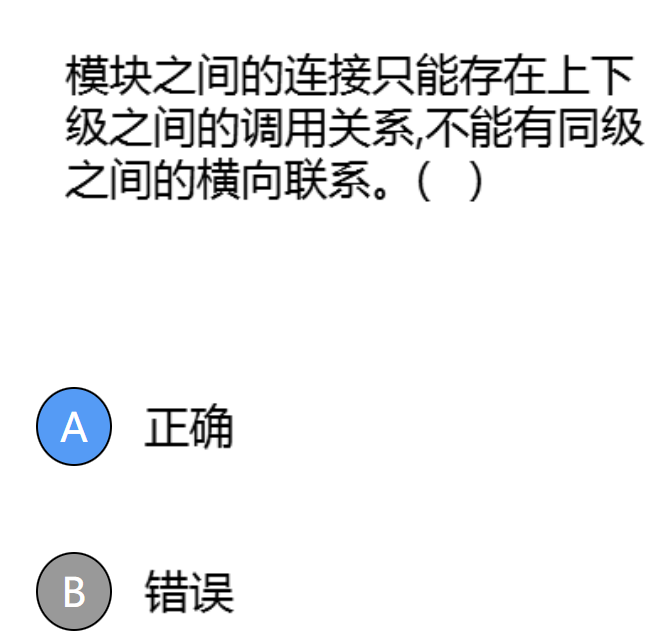 模块之间的连接只能存在上下
级之间的调用关系,不能有同级
之间的横向联系。( )
A 正确
B 错误